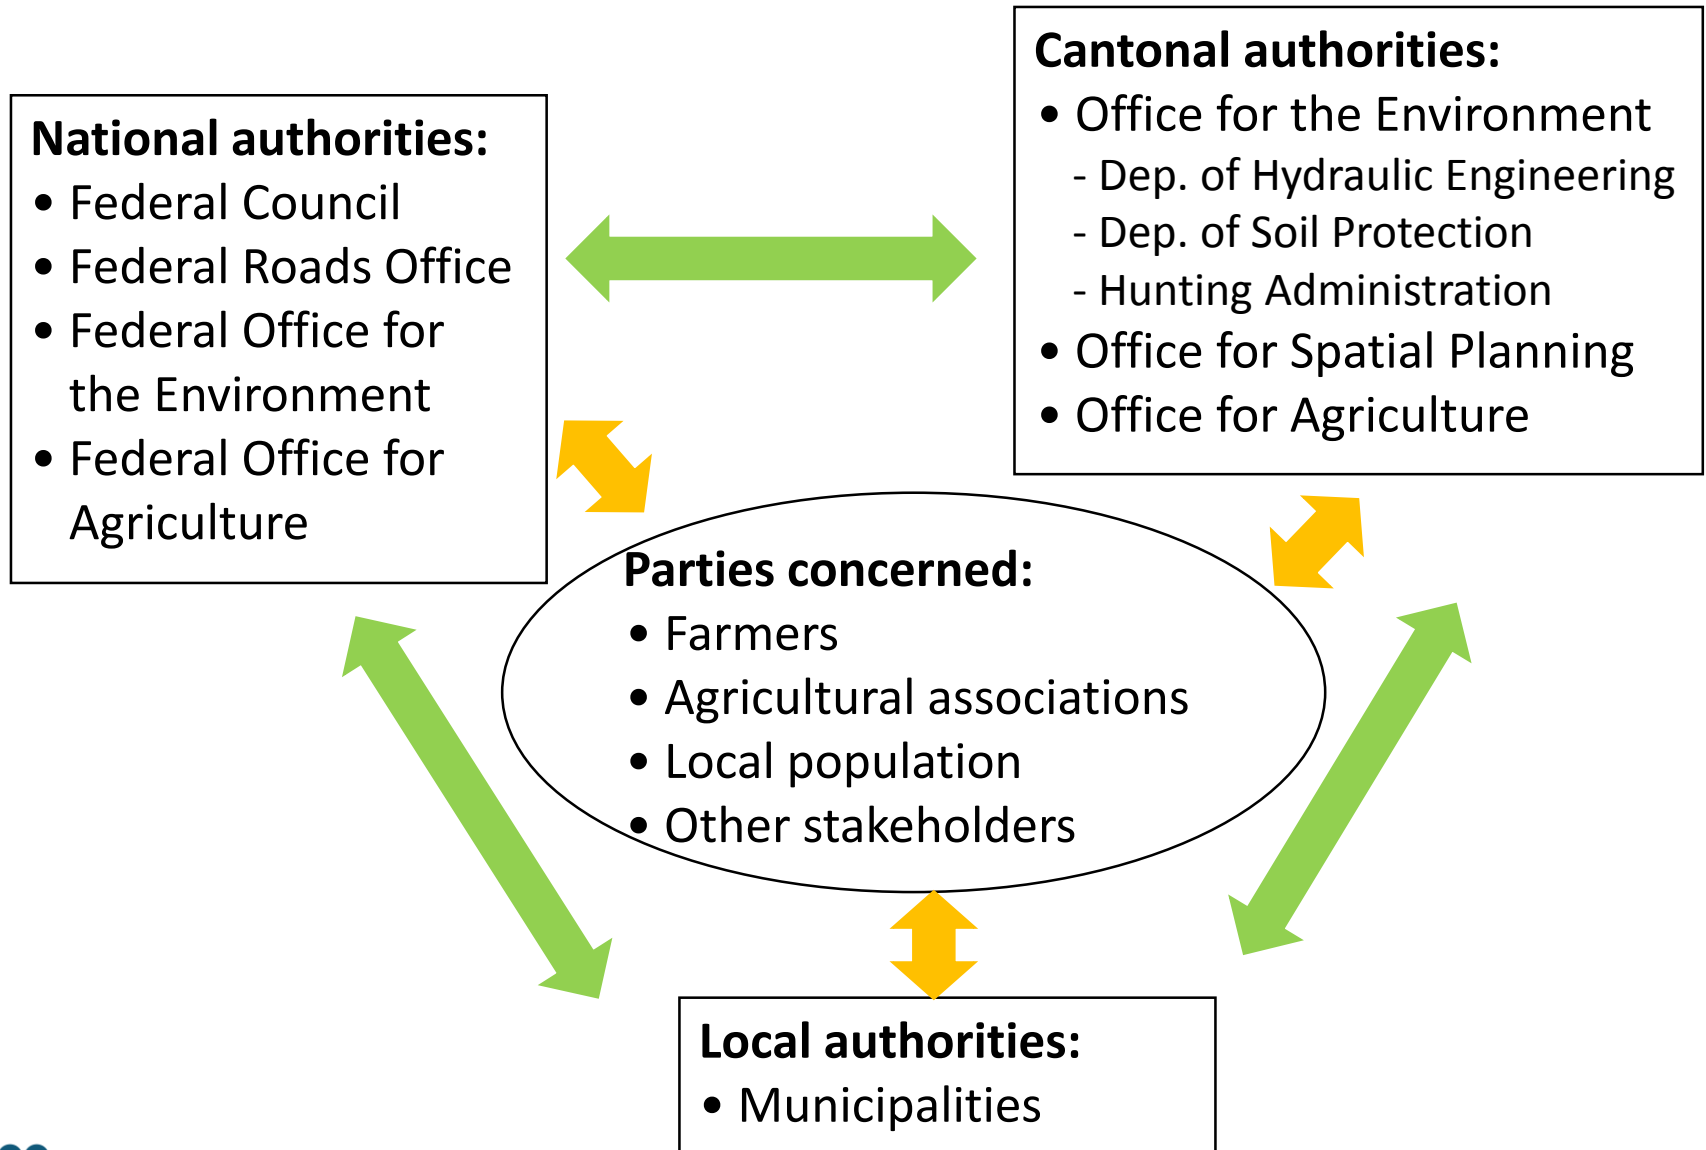 National authorities:
• Federal Council
• Federal Roads Office
• Federal Office for
the Environment
• Federal Office for
Agriculture
Cantonal authorities:
• Office for the Environment
- Dep. of Hydraulic Engineering
- Dep. of Soil Protection
- Hunting Administration
• Office for Spatial Planning
• Office for Agriculture
Parties concerned:
• Farmers
• Agricultural associations
• Local population
• Other stakeholders
Local authorities:
• Municipalities